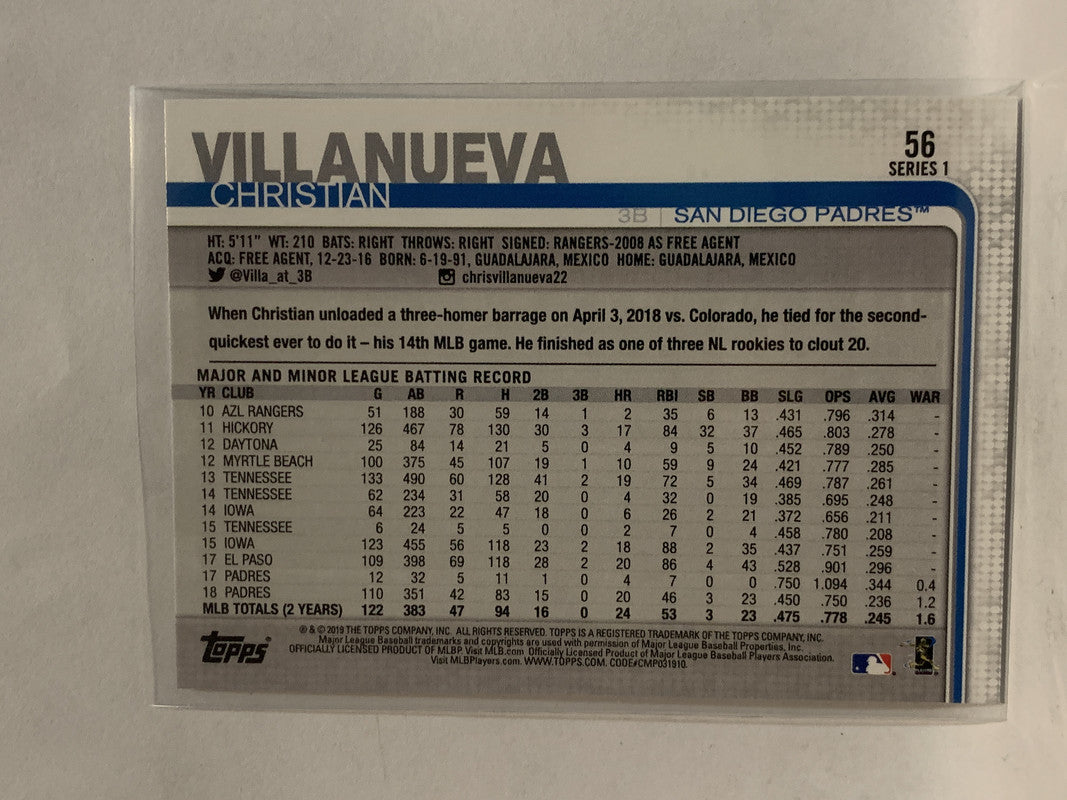 VILLANUEVA
CHRISTIAN
56
SERIES 1
3B | SAN DIEGO PADRES™
HT: 5'11" WT: 210 BATS: RIGHT THROWS: RIGHT SIGNED: RANGERS-2008 AS FREE AGENT
ACQ: FREE AGENT, 12-23-16 BORN: 6-19-91, GUADALAJARA, MEXICO HOME: GUADALAJARA, MEXICO
@Villa_at_3B chrisvillanueva22
When Christian unloaded a three-homer barrage on April 3, 2018 vs. Colorado, he tied for the second-
quickest ever to do it – his 14th MLB game. He finished as one of three NL rookies to clout 20.
MAJOR AND MINOR LEAGUE BATTING RECORD
YR CLUB G AB R H 2B 3B HR RBI SB BB SLG OPS AVG WAR
10 AZL RANGERS 51 188 30 59 14 1 2 35 6 13 .431 .796 .314 -
11 HICKORY 126 467 78 130 30 3 17 84 32 37 .465 .803 .278 -
12 DAYTONA 25 84 14 21 5 0 4 9 5 10 .452 .789 .250 -
12 MYRTLE BEACH 100 375 45 107 19 1 10 59 9 24 .421 .777 .285 -
13 TENNESSEE 133 490 60 128 41 2 19 72 5 34 .469 .787 .261 -
14 TENNESSEE 62 234 31 58 20 0 4 32 0 19 .385 .695 .248 -
14 IOWA 64 223 22 47 18 0 6 26 2 21 .372 .656 .211 -
15 TENNESSEE 6 24 5 5 0 0 2 7 0 4 .458 .780 .208 -
15 IOWA 123 455 56 118 23 2 18 88 2 35 .437 .751 .259 -
17 EL PASO 109 398 69 118 28 2 20 86 4 43 .528 .901 .296 -
17 PADRES 12 32 5 11 1 0 4 7 0 0 .750 1.094 .344 0.4
18 PADRES 110 351 42 83 15 0 20 46 3 23 .450 .750 .236 1.2
MLB TOTALS (2 YEARS) 122 383 47 94 16 0 24 53 3 23 .475 .778 .245 1.6
Topps
® & © 2019 THE TOPPS COMPANY, INC. ALL RIGHTS RESERVED. TOPPS IS A REGISTERED TRADEMARK OF THE TOPPS COMPANY, INC.
Major League Baseball trademarks and copyrights are used with permission of Major League Baseball Properties, Inc.
OFFICIALLY LICENSED PRODUCT OF MLBP. Visit MLB.com Officially Licensed Product of Major League Baseball Players Association.
Visit MLBPlayers.com. WWW.TOPPS.COM. CODE#CMP031910.